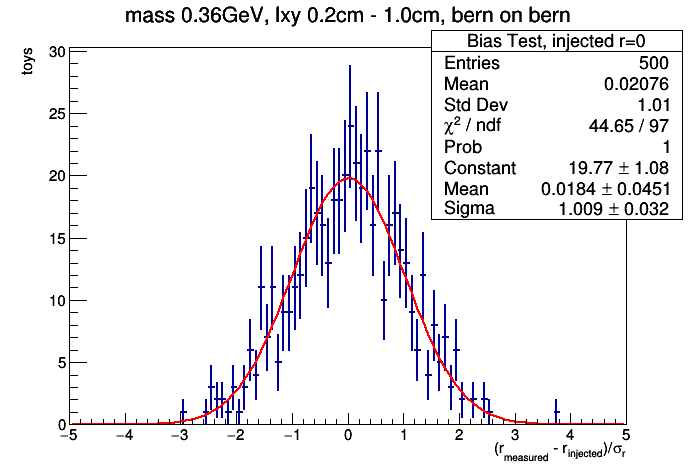 mass 0.36GeV, lxy 0.2cm - 1.0cm, bern on bern
Bias Test, injected r=0
Entries 500
Mean 0.02076
Std Dev 1.01
χ² / ndf 44.65 / 97
Prob 1
Constant 19.77 ± 1.08
Mean 0.0184 ± 0.0451
Sigma 1.009 ± 0.032
toys
30
25
20
15
10
5
0
−5 −4 −3 −2 −1 0 1 2 3 4 5
(r_measured - r_injected)/σ_r